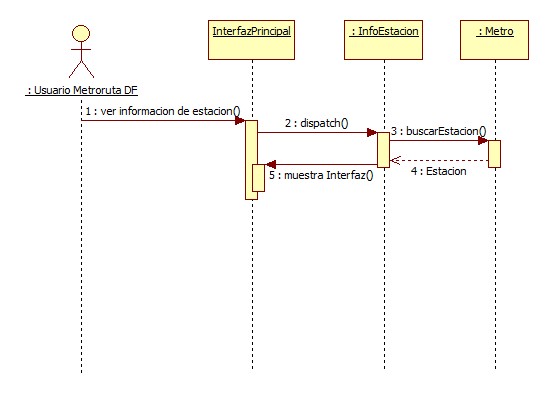 InterfazPrincipal
: InfoEstacion
: Metro
: Usuario Metroruta DF
1 : ver informacion de estacion()
2 : dispatch()
3 : buscarEstacion()
4 : Estacion
5 : muestra Interfaz()